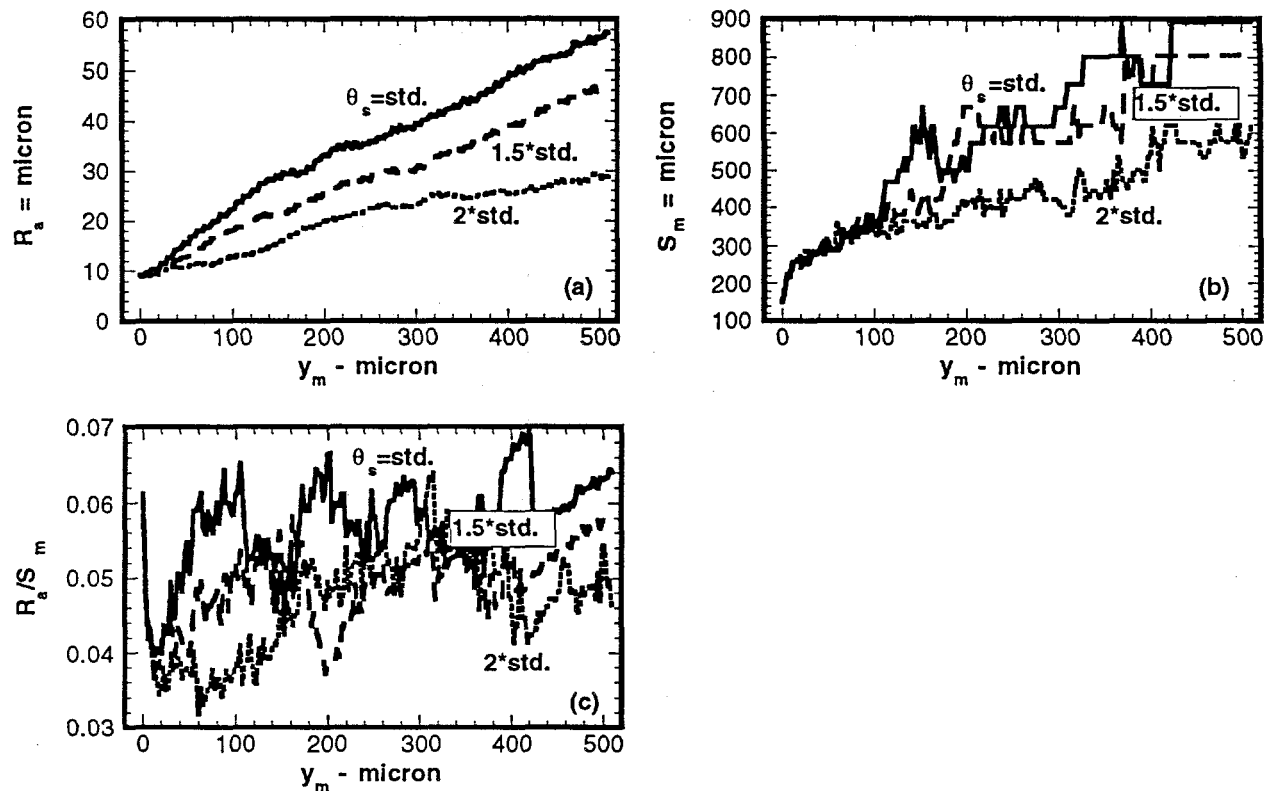 60
50
40
30
20
10
0
R_a = micron
θ_s=std.
1.5*std.
2*std.
(a)
0 100 200 300 400 500
y_m - micron
900
800
700
600
500
400
300
200
100
S_m = micron
θ_s=std.
1.5*std.
2*std.
(b)
0 100 200 300 400 500
y_m - micron
0.07
0.06
0.05
0.04
0.03
R_a/S_m
θ_s=std.
1.5*std.
2*std.
(c)
0 100 200 300 400 500
y_m - micron